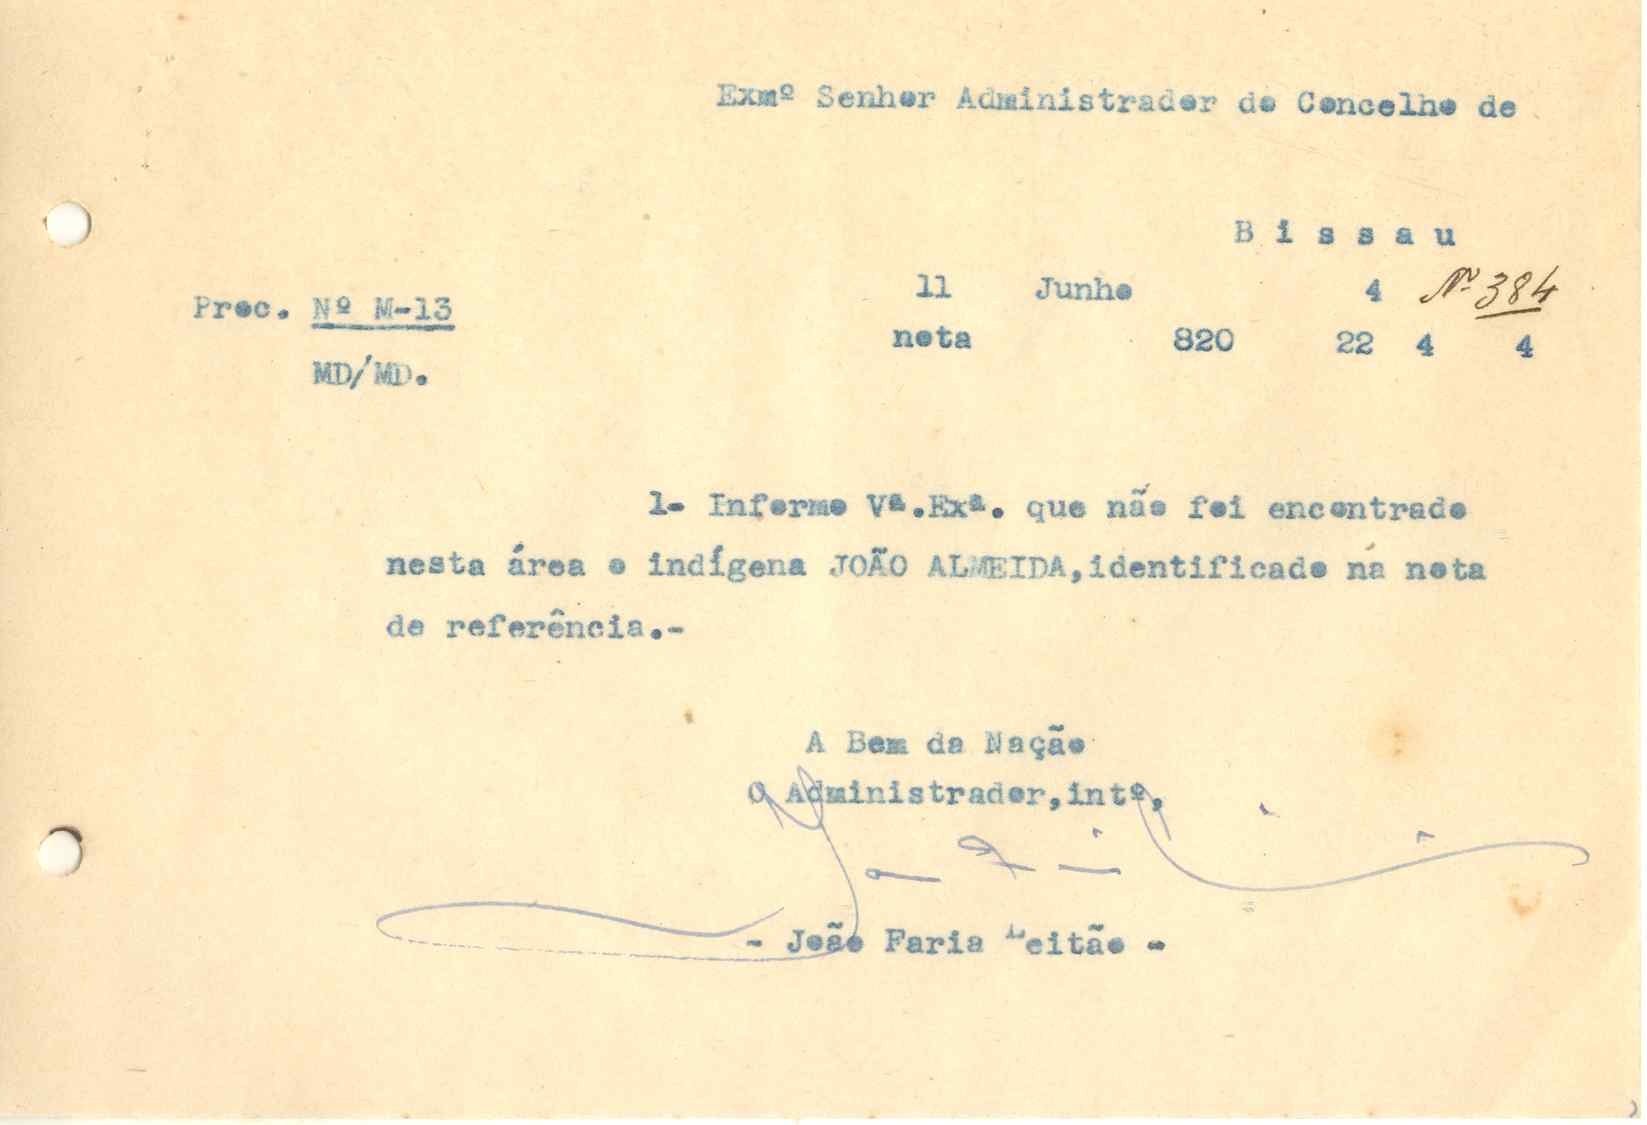 Exmº Senhor Administrador do Concelho de
B i s s a u
11 Junho 4 Nº 384
Proc. Nº M-13
nota 820 22 4 4
MD/MD.
1- Informo Vª.Exª. que não foi encontrado
nesta área o indígena JOÃO ALMEIDA,identificado na nota
de referência.-
A Bem da Nação
O Administrador,intº,
- João Faria Leitão -